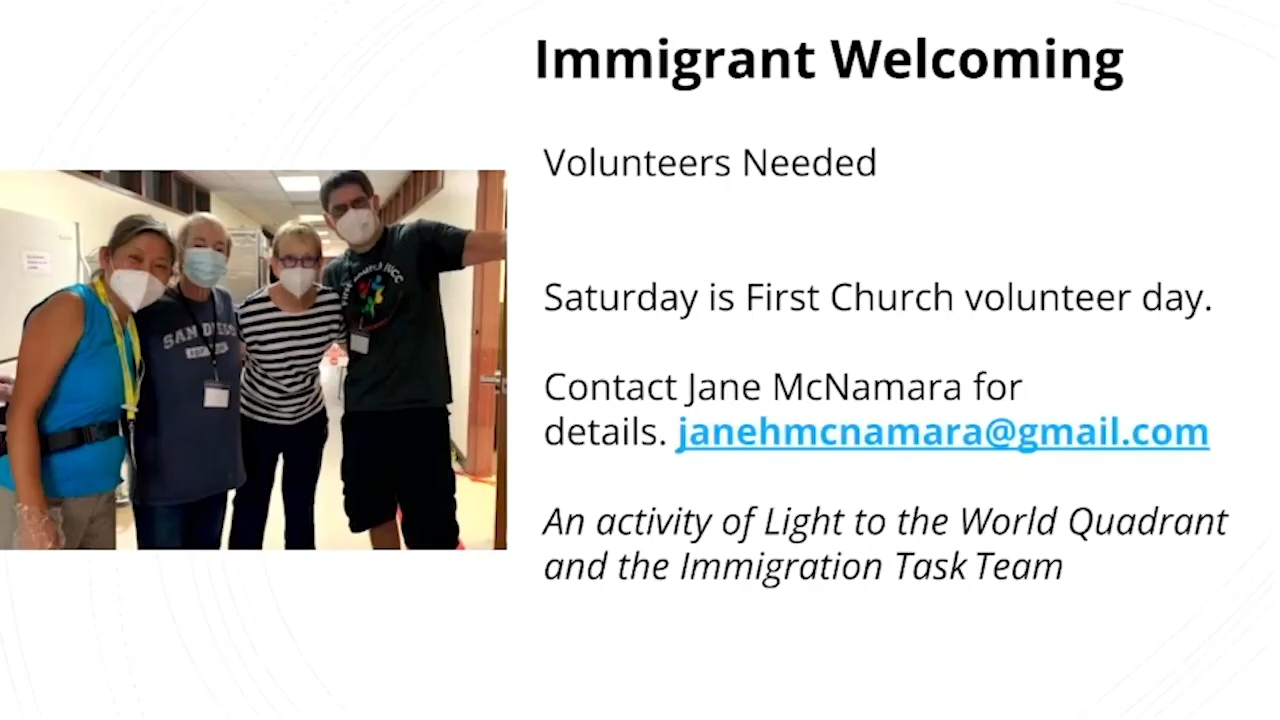 Immigrant Welcoming
Volunteers Needed
Saturday is First Church volunteer day.
Contact Jane McNamara for
details. janehmcnamara@gmail.com
An activity of Light to the World Quadrant
and the Immigration Task Team
SAN DIEGO